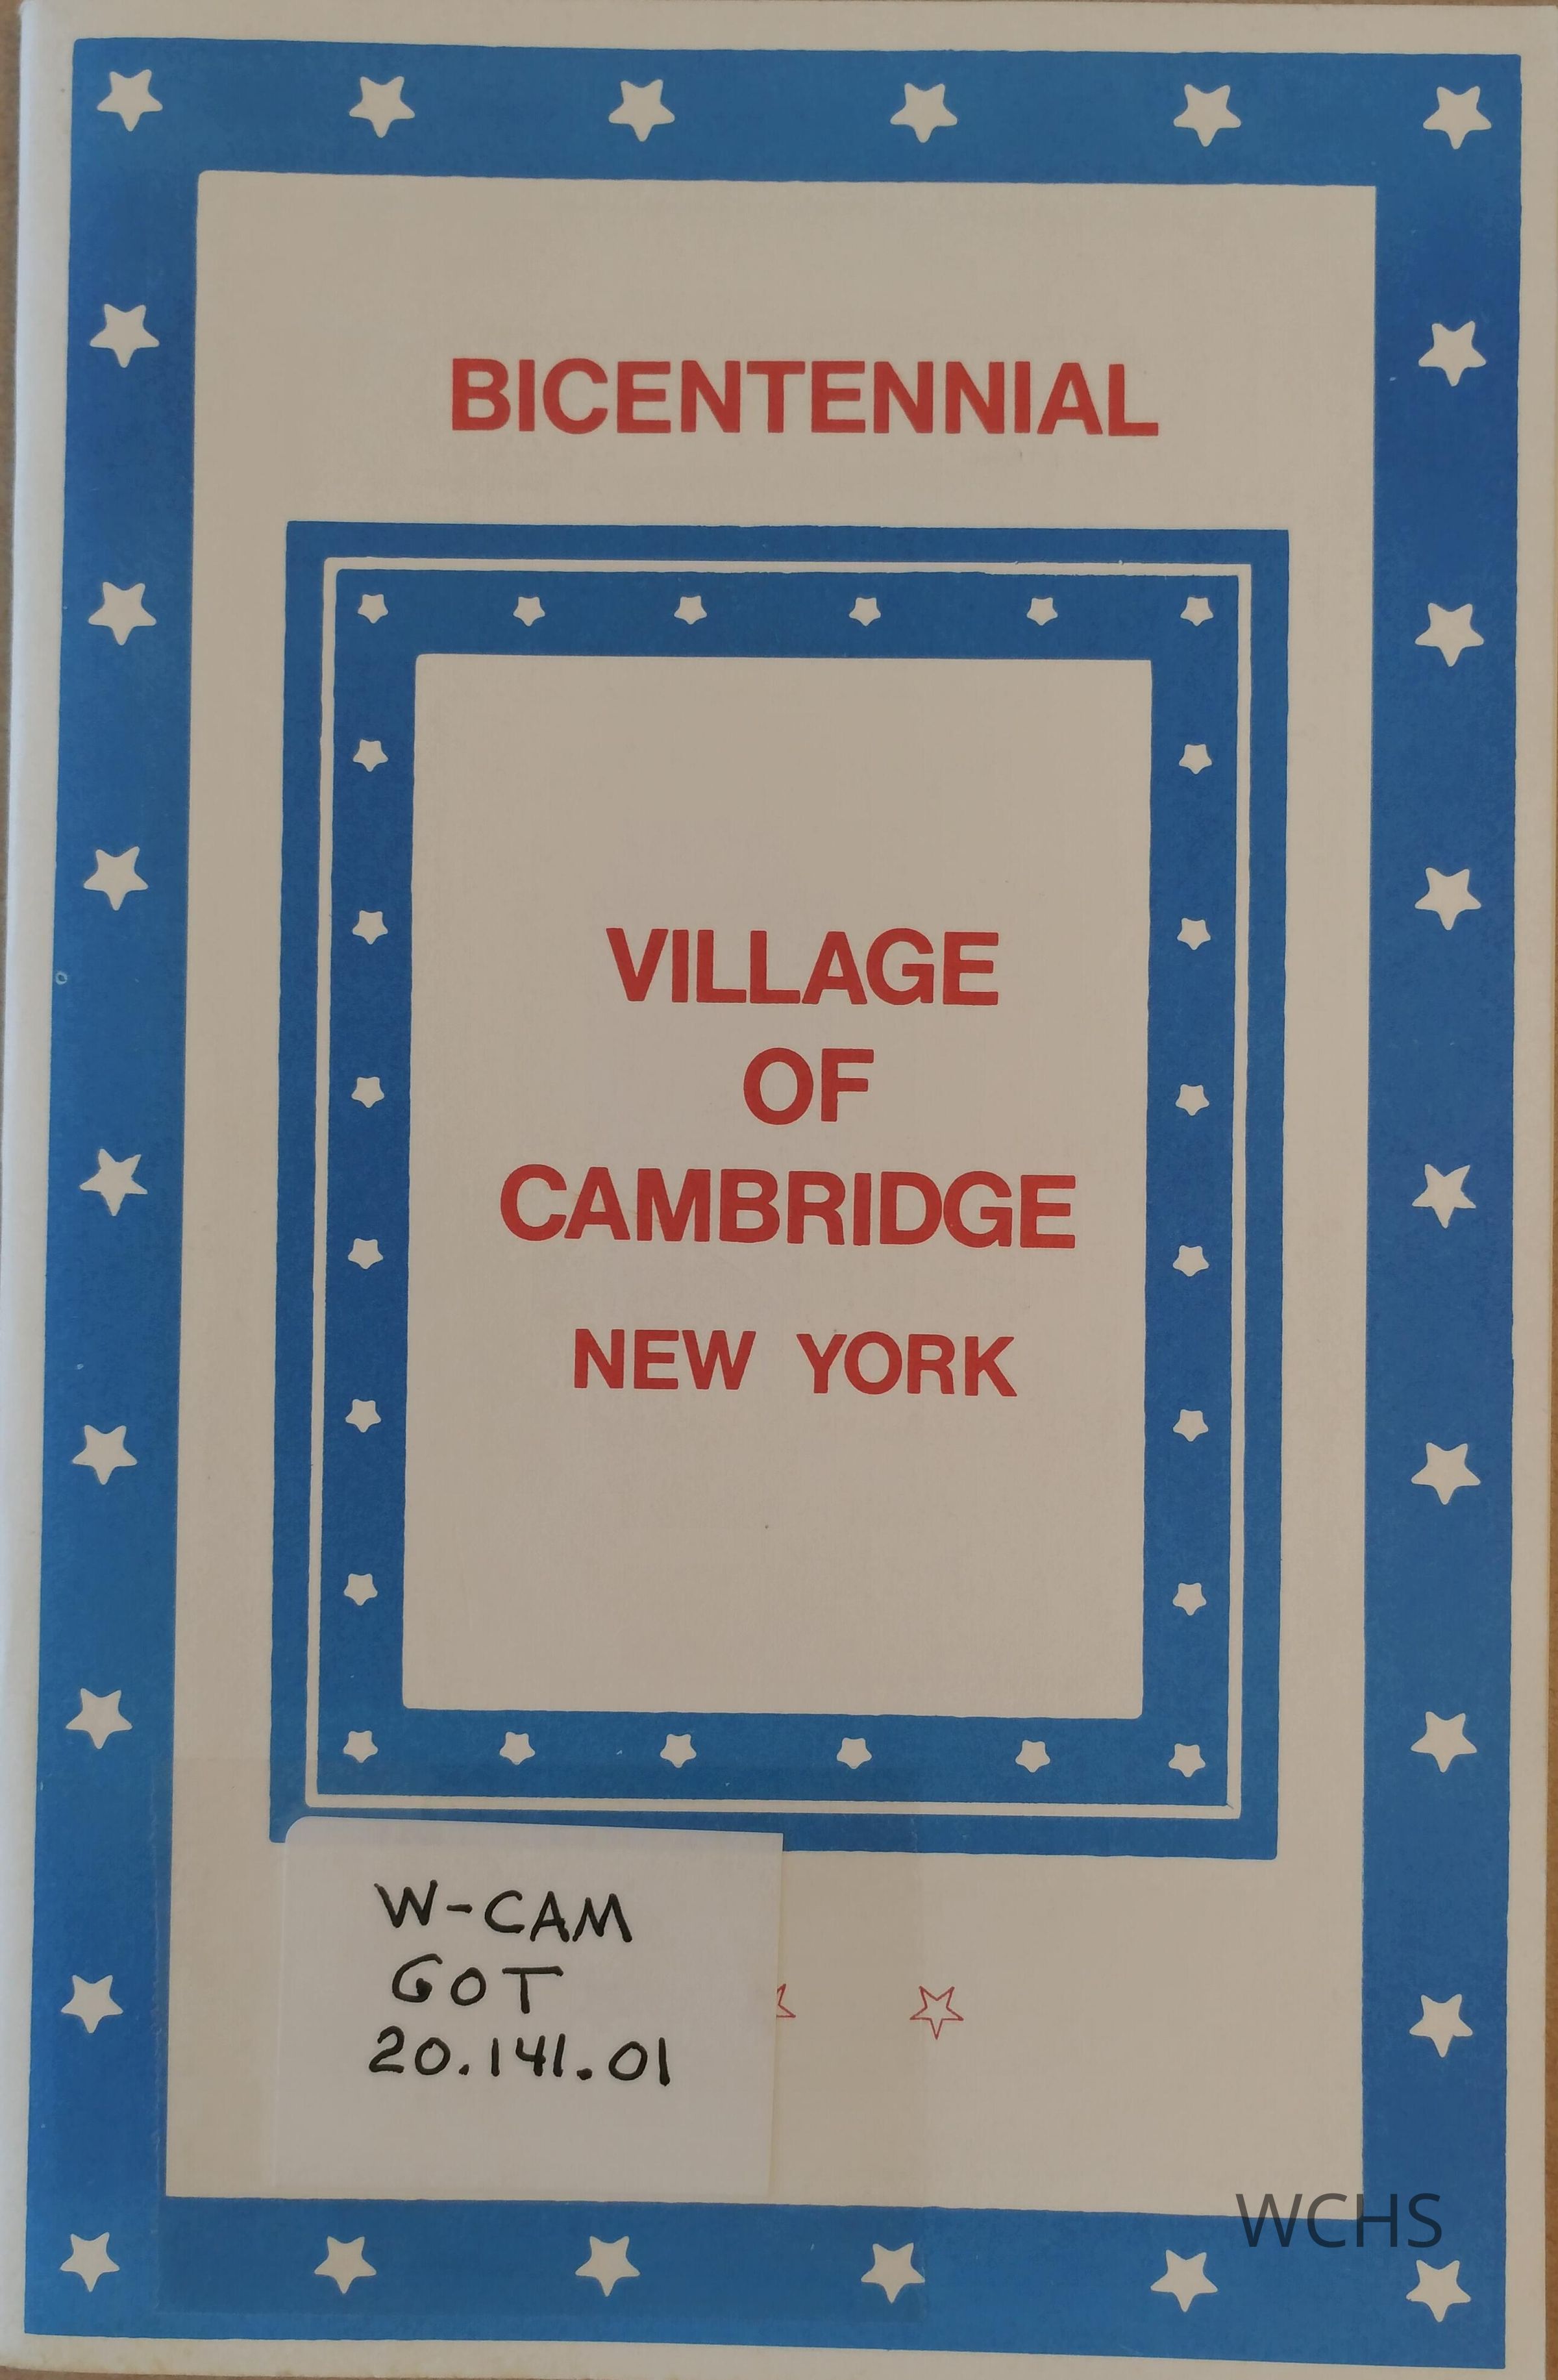 BICENTENNIAL
VILLAGE
OF
CAMBRIDGE
NEW YORK
W-CAM
GOT
20.141.01
WCHS